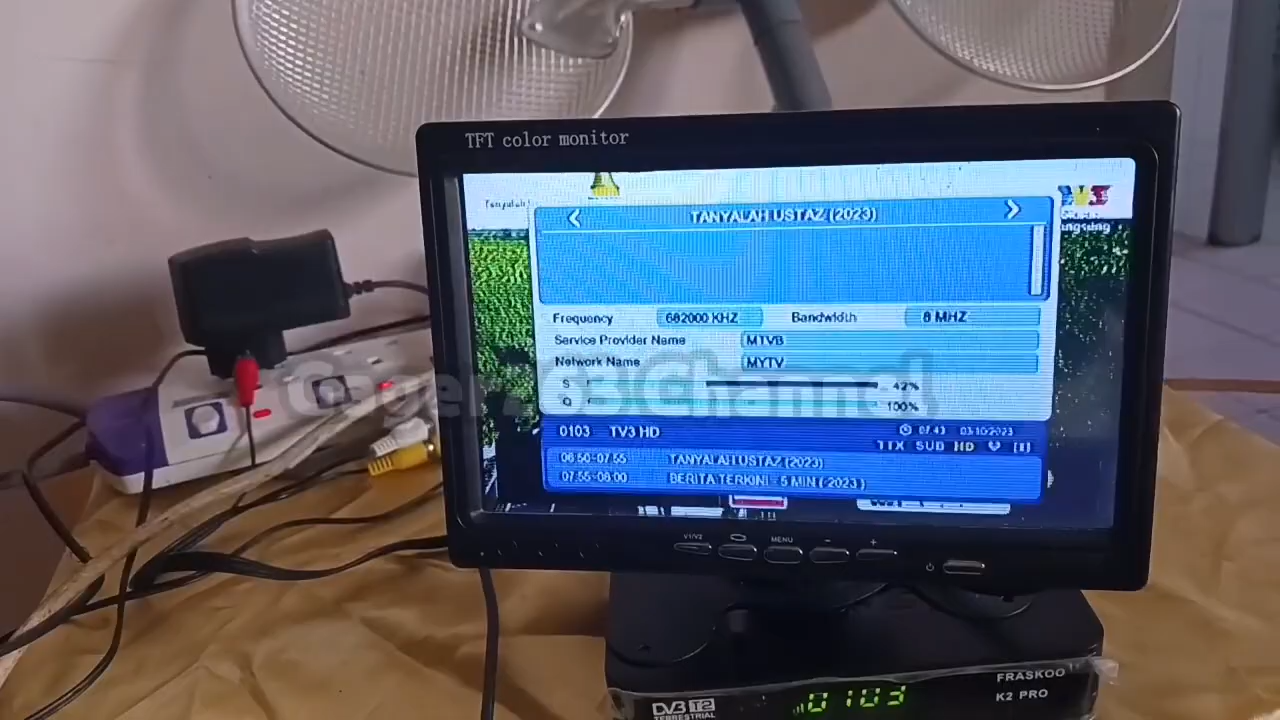 TFT color monitor
Tanyalah
< TANYALAH USTAZ (2023) >
Frequency 682000 KHZ Bandwidth 8 MHZ
Service Provider Name MTVB
Network Name MYTV
S 42%
Q 100%
Gager263 Channel
0103 TV3 HD 07:43 03/10/2023
TTX SUB HD
06:50-07:55 TANYALAH USTAZ (2023)
07:55-08:00 BERITA TERKINI - 5 MIN ( 2023 )
V1/V2 MENU - +
FRASKOO
K2 PRO
DVB T2
TERRESTRIAL
0103